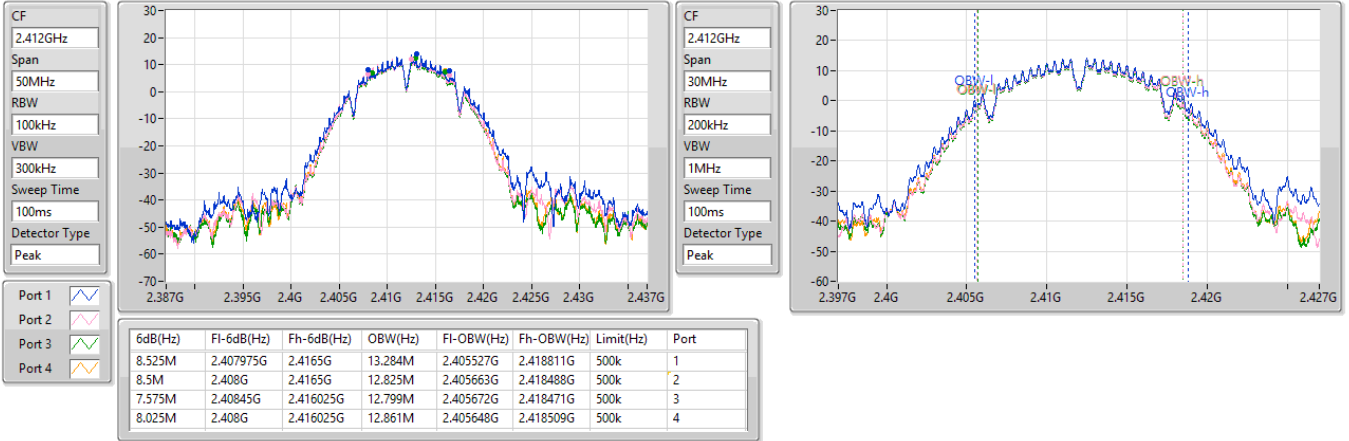 CF
2.412GHz
Span
50MHz
RBW
100kHz
VBW
300kHz
Sweep Time
100ms
Detector Type
Peak
30
20
10
0
-10
-20
-30
-40
-50
-60
-70
2.387G 2.395G 2.4G 2.405G 2.41G 2.415G 2.42G 2.425G 2.43G 2.437G
CF
2.412GHz
Span
30MHz
RBW
200kHz
VBW
1MHz
Sweep Time
100ms
Detector Type
Peak
30
20
10
0
-10
-20
-30
-40
-50
-60
OBW-l
OBW-h
OBW-h
2.397G 2.4G 2.405G 2.41G 2.415G 2.42G 2.427G
Port 1
Port 2
Port 3
Port 4
6dB(Hz) Fl-6dB(Hz) Fh-6dB(Hz) OBW(Hz) Fl-OBW(Hz) Fh-OBW(Hz) Limit(Hz) Port
8.525M 2.407975G 2.4165G 13.284M 2.405527G 2.418811G 500k 1
8.5M 2.408G 2.4165G 12.825M 2.405663G 2.418488G 500k 2
7.575M 2.40845G 2.416025G 12.799M 2.405672G 2.418471G 500k 3
8.025M 2.408G 2.416025G 12.861M 2.405648G 2.418509G 500k 4